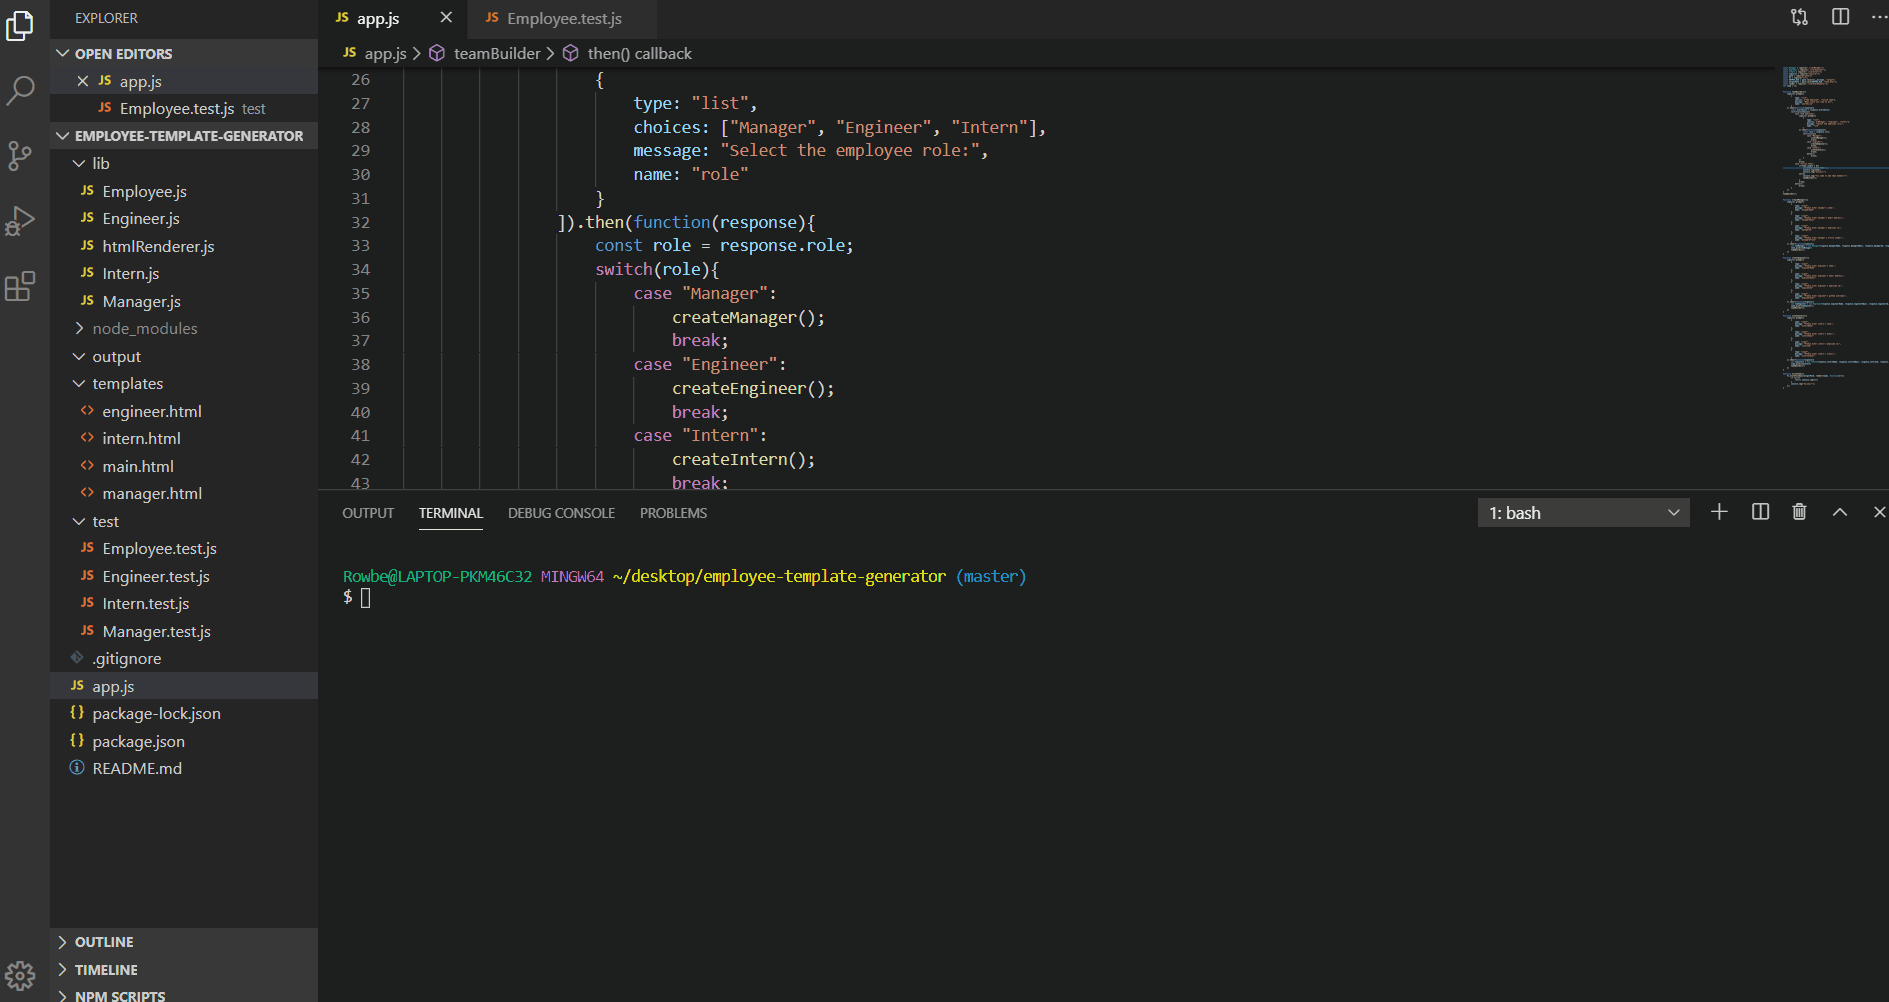 EXPLORER
OPEN EDITORS
JS app.js
JS Employee.test.js test
EMPLOYEE-TEMPLATE-GENERATOR
lib
JS Employee.js
JS Engineer.js
JS htmlRenderer.js
JS Intern.js
JS Manager.js
node_modules
output
templates
<> engineer.html
<> intern.html
<> main.html
<> manager.html
test
JS Employee.test.js
JS Engineer.test.js
JS Intern.test.js
JS Manager.test.js
.gitignore
JS app.js
{} package-lock.json
{} package.json
README.md
OUTLINE
TIMELINE
NPM SCRIPTS
JS app.js
JS Employee.test.js
JS app.js > teamBuilder > then() callback
26 {
27 type: "list",
28 choices: ["Manager", "Engineer", "Intern"],
29 message: "Select the employee role:",
30 name: "role"
31 }
32 ]).then(function(response){
33 const role = response.role;
34 switch(role){
35 case "Manager":
36 createManager();
37 break;
38 case "Engineer":
39 createEngineer();
40 break;
41 case "Intern":
42 createIntern();
43 break;
OUTPUT TERMINAL DEBUG CONSOLE PROBLEMS
1: bash
Rowbe@LAPTOP-PKM46C32 MINGW64 ~/desktop/employee-template-generator (master)
$